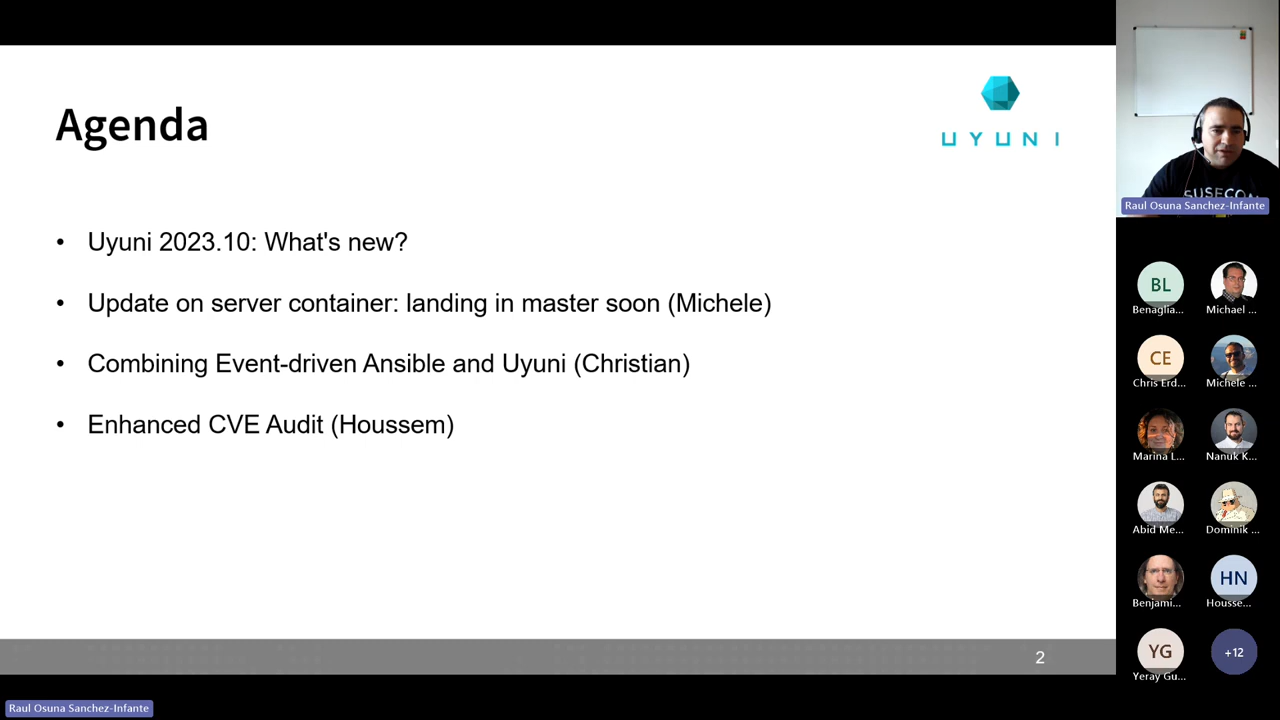 Agenda
UYUNI
• Uyuni 2023.10: What's new?
• Update on server container: landing in master soon (Michele)
• Combining Event-driven Ansible and Uyuni (Christian)
• Enhanced CVE Audit (Houssem)
2
Raul Osuna Sanchez-Infante
SUSECON
Raul Osuna Sanchez-Infante
BL
Benaglia...
Michael ...
CE
Chris Erd...
Michele ...
Marina L...
Nanuk K...
Abid Me...
Dominik ...
Benjami...
HN
Housse...
YG
Yeray Gu...
+12